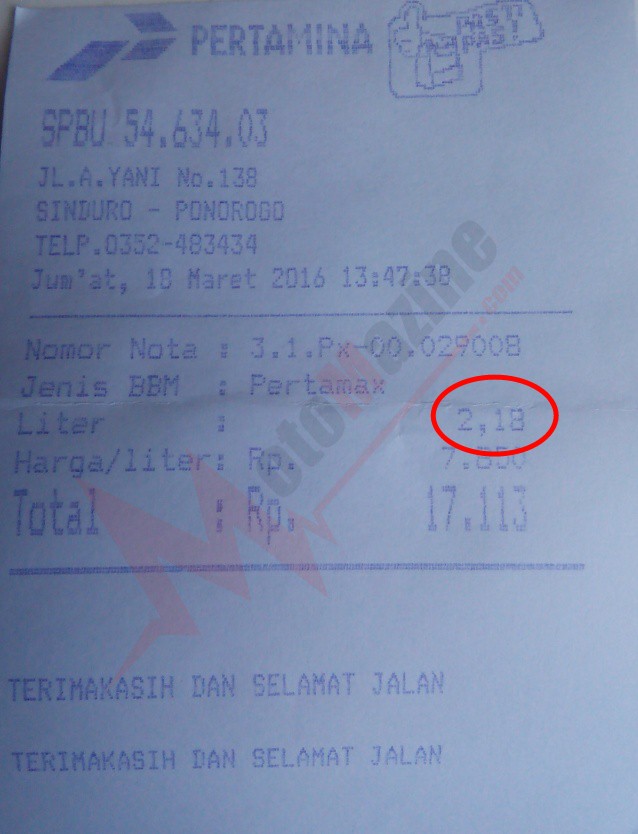 PERTAMINA
PASTI
PAS!
SPBU 54.634.03
JL.A.YANI No.138
SINDURO - PONOROGO
TELP.0352-483434
Jum'at, 18 Maret 2016 13:47:38
Nomor Nota : 3.1.Px-00.029008
Jenis BBM : Pertamax
Liter : 2,18
Harga/liter: Rp. 7.850
Total : Rp. 17.113
MotoMazine.com
TERIMAKASIH DAN SELAMAT JALAN
TERIMAKASIH DAN SELAMAT JALAN